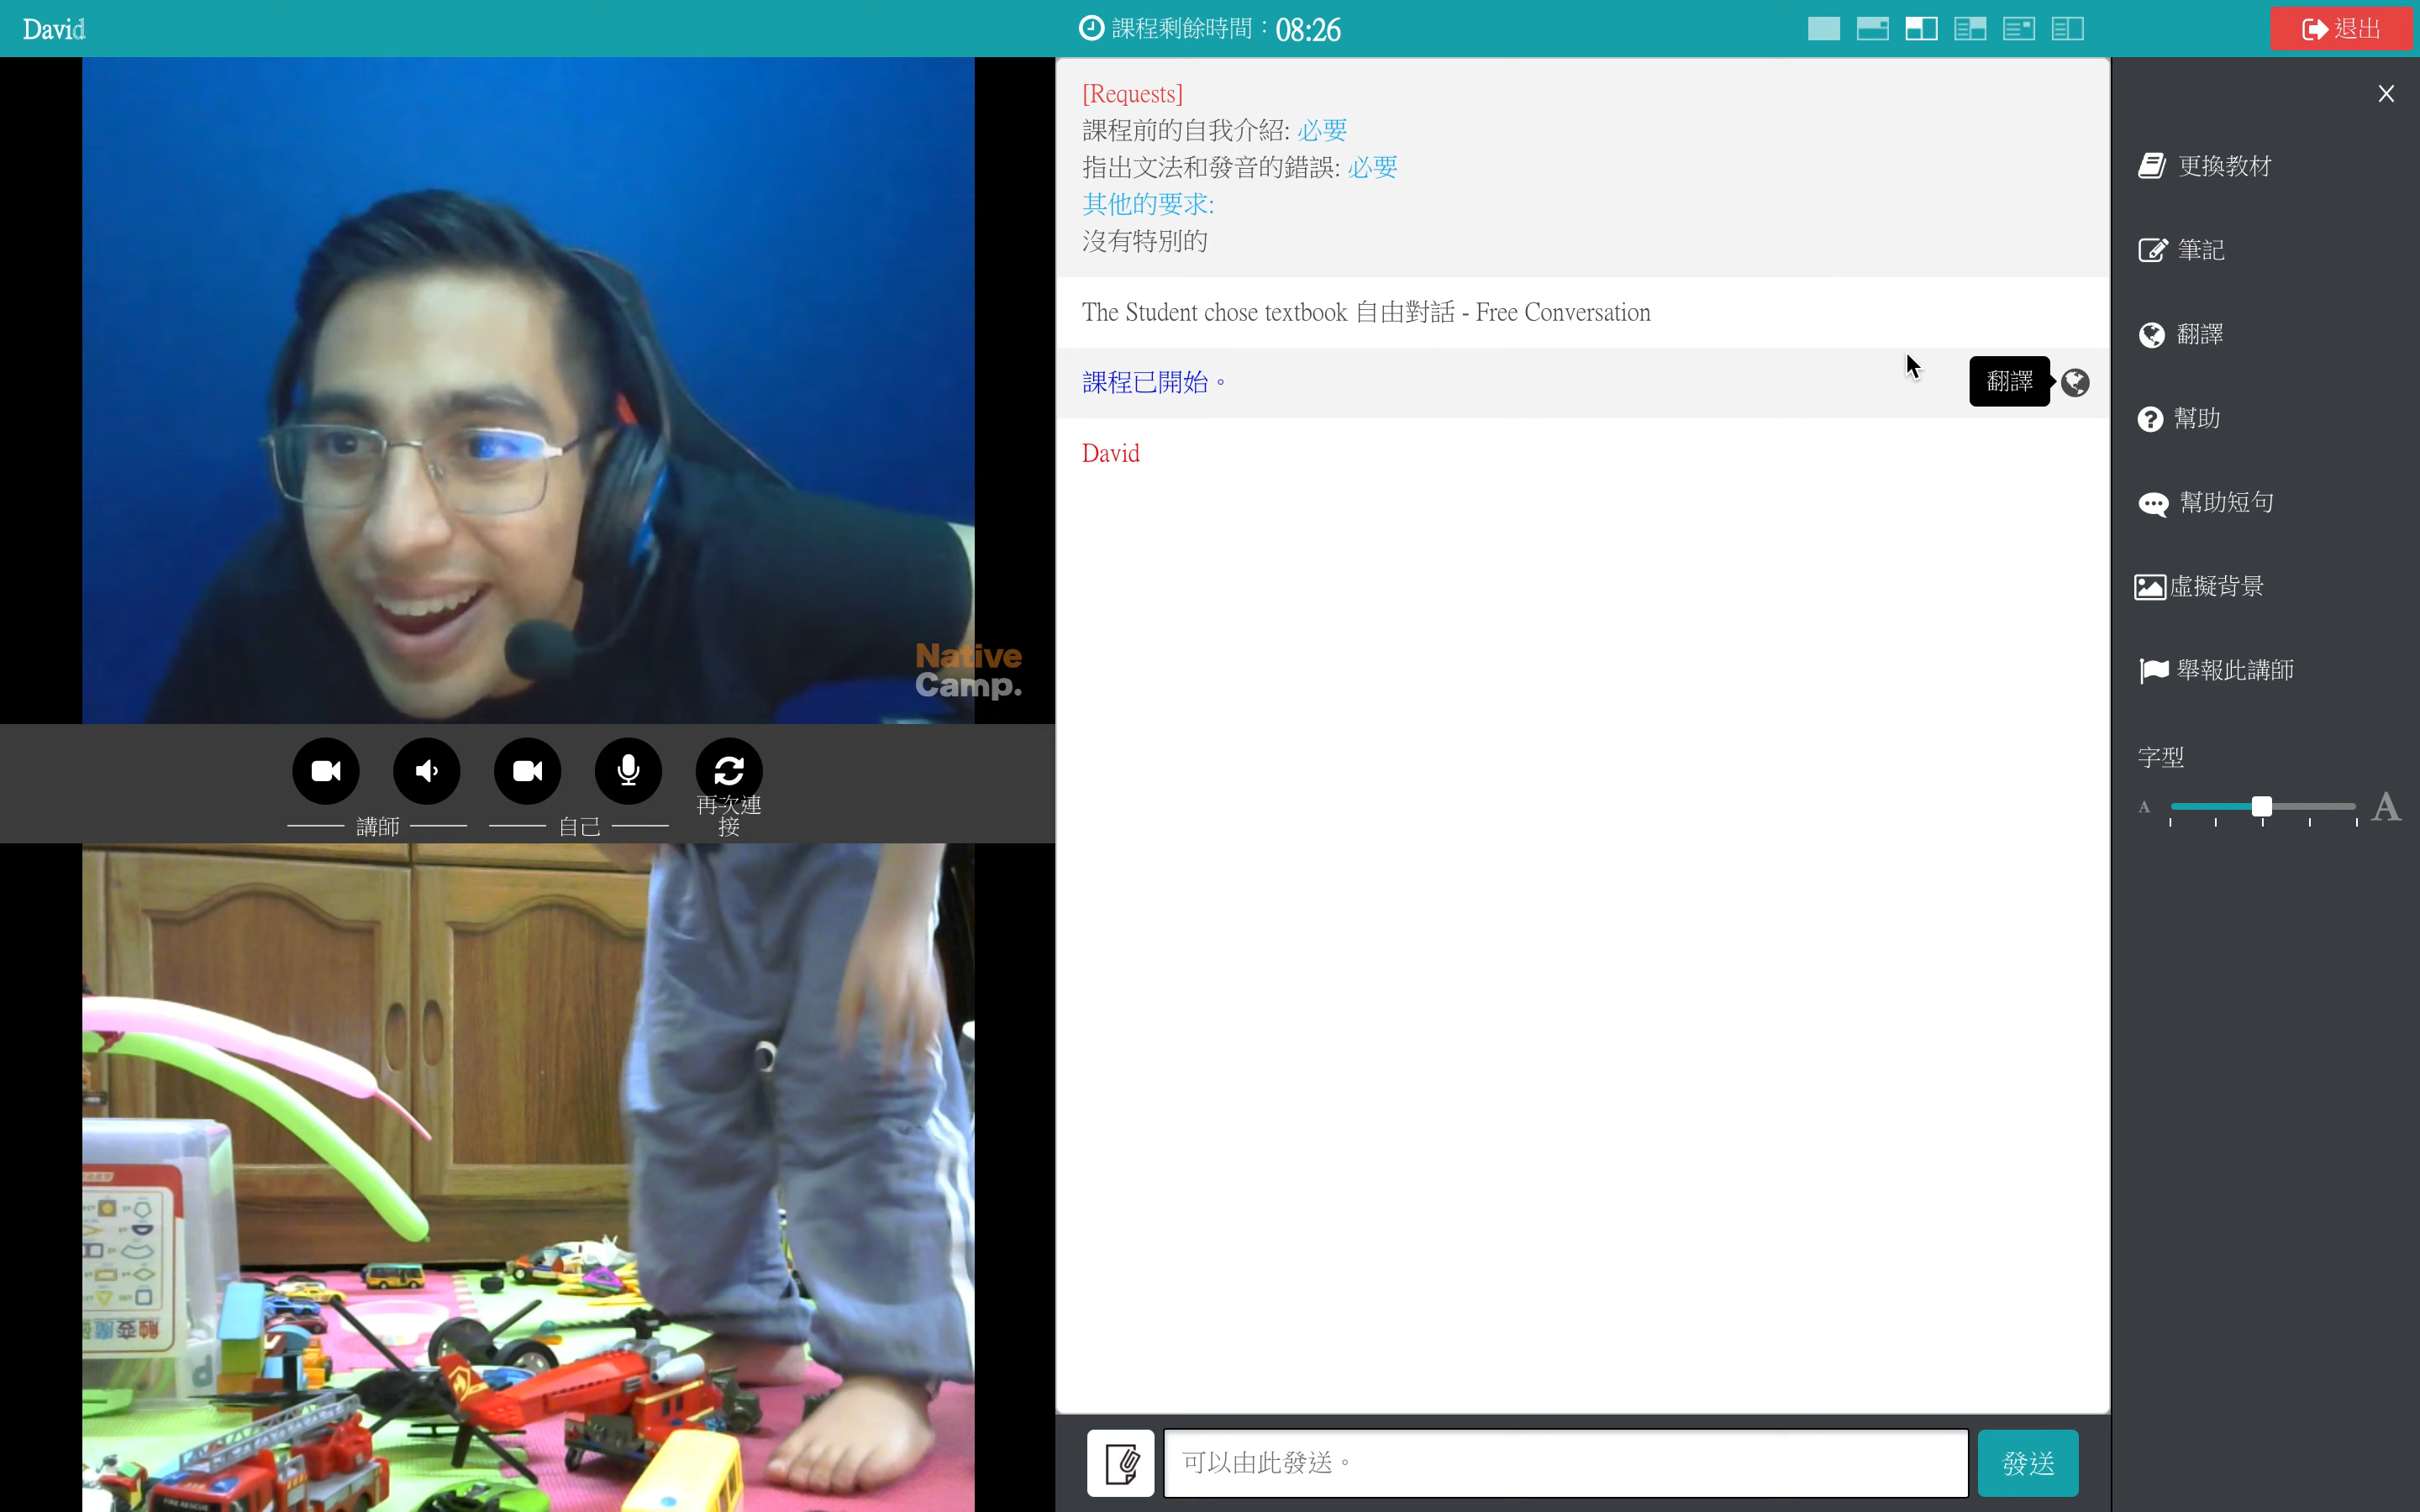 David
課程剩餘時間：08:26
退出
[Requests]
課程前的自我介紹: 必要
指出文法和發音的錯誤: 必要
其他的要求:
沒有特別的
The Student chose textbook 自由對話 - Free Conversation
課程已開始。
翻譯
David
Native
Camp.
講師
自己
再次連
接
FIRE RESCUE
可以由此發送。
發送
更換教材
筆記
翻譯
幫助
幫助短句
虛擬背景
舉報此講師
字型
A
A